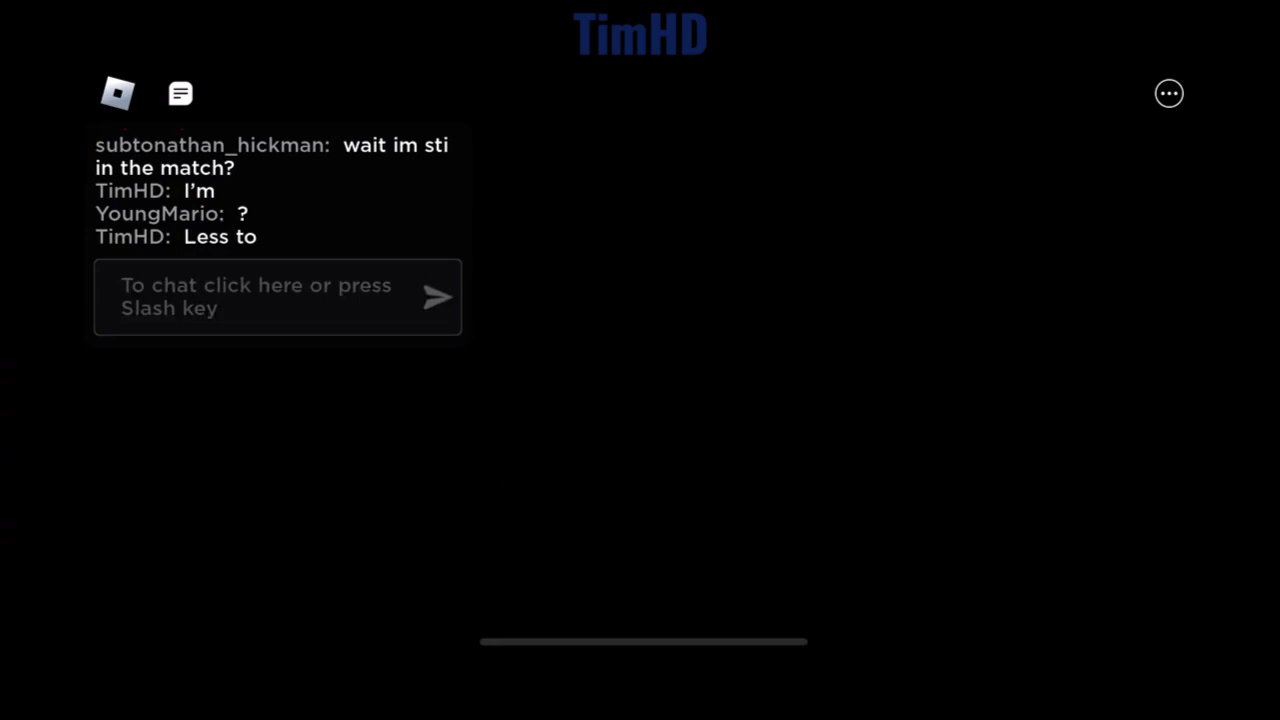 TimHD
subtonathan_hickman: wait im sti
in the match?
TimHD: I’m
YoungMario: ?
TimHD: Less to
To chat click here or press
Slash key